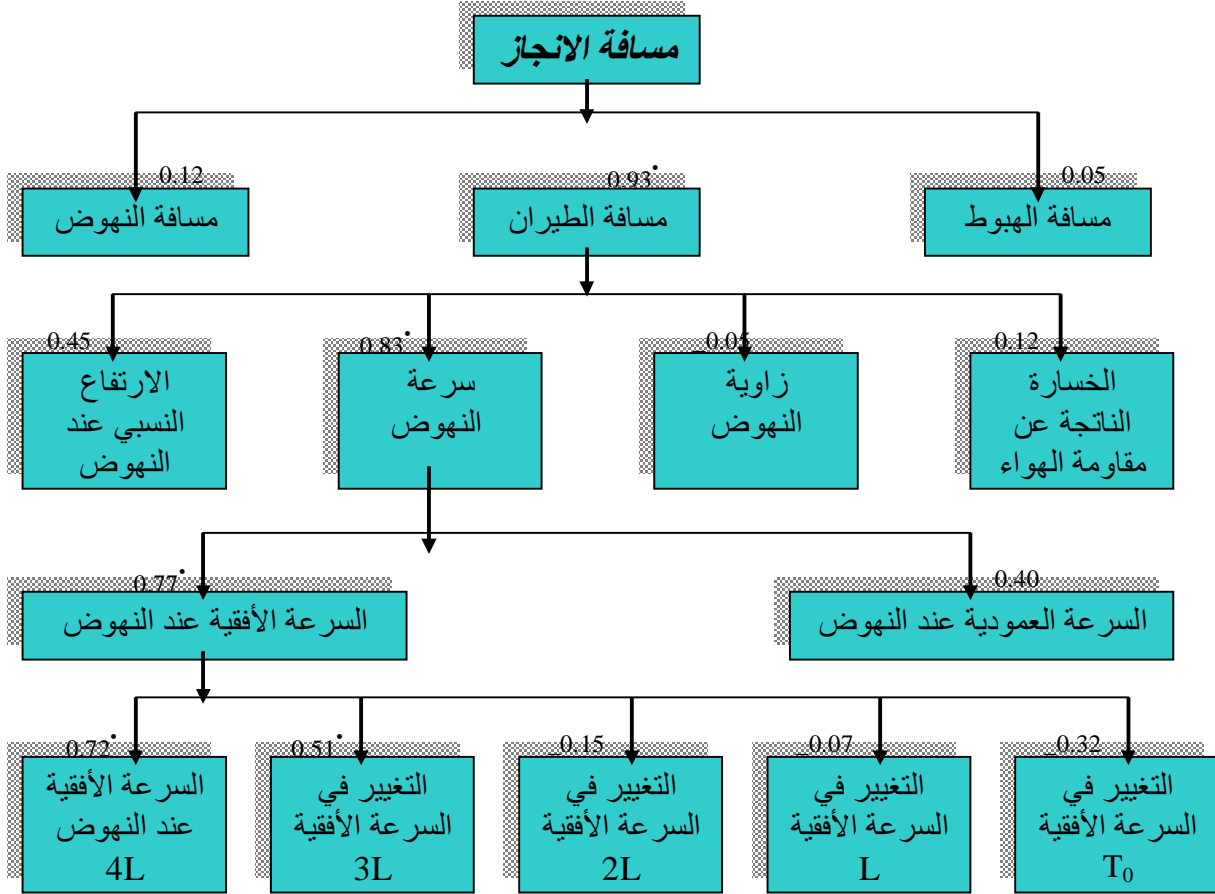 مسافة الانجاز
0.05
0.93•
0.12
مسافة الهبوط
مسافة الطيران
مسافة النهوض
0.12
_0.05
0.83•
0.45
الخسارة
الناتجة عن
مقاومة الهواء
زاوية
النهوض
سرعة
النهوض
الارتفاع
النسبي عند
النهوض
0.40
0.77•
السرعة العمودية عند النهوض
السرعة الأفقية عند النهوض
_0.32
_0.07
_0.15
0.51•
0.72•
التغيير في
السرعة الأفقية
T₀
التغيير في
السرعة الأفقية
L
التغيير في
السرعة الأفقية
2L
التغيير في
السرعة الأفقية
3L
السرعة الأفقية
عند النهوض
4L